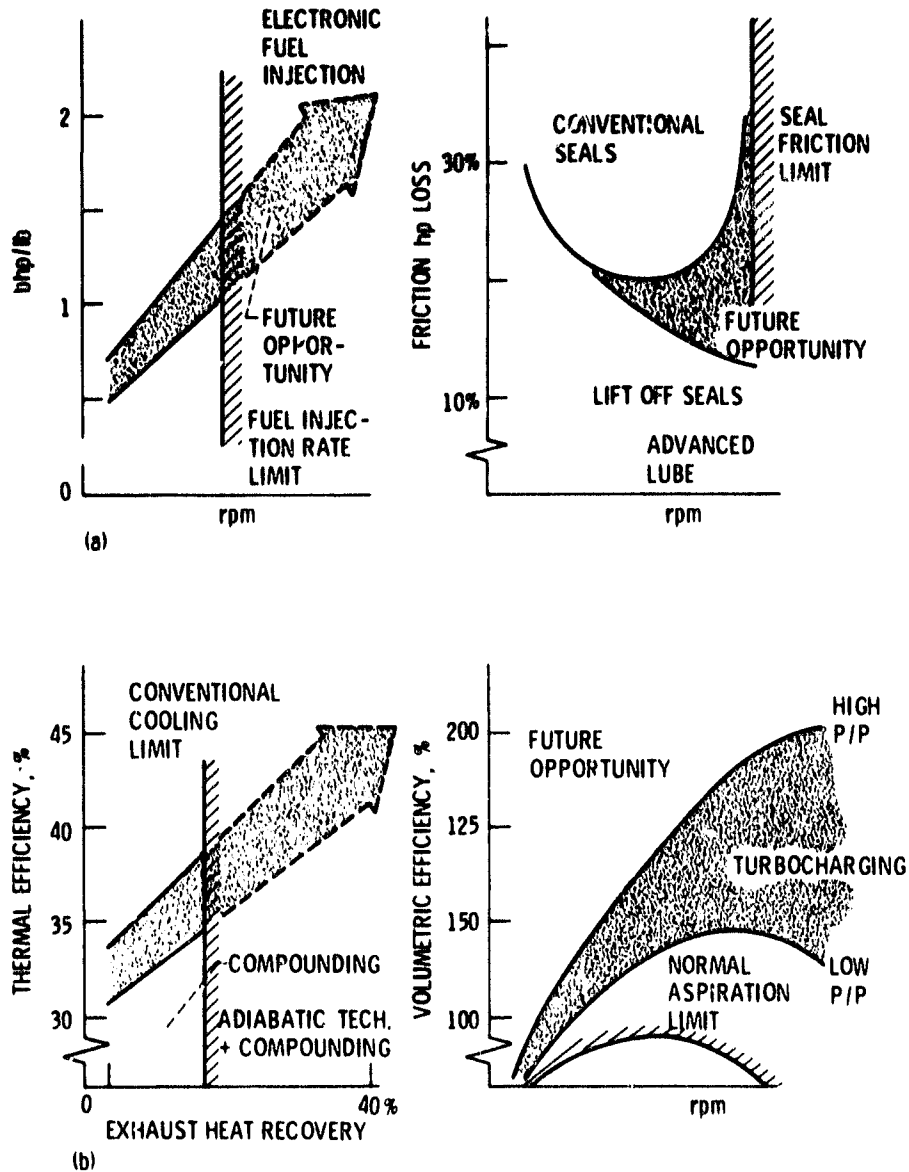 ELECTRONIC
FUEL
INJECTION
2
bhp/lb
1
FUTURE
OPPOR-
TUNITY
FUEL INJEC-
TION RATE
LIMIT
0
rpm
(a)
CONVENTIONAL
SEALS
SEAL
FRICTION
LIMIT
30%
FRICTION hp LOSS
FUTURE
OPPORTUNITY
10%
LIFT OFF SEALS
ADVANCED
LUBE
rpm
CONVENTIONAL
COOLING
LIMIT
45
THERMAL EFFICIENCY, %
40
35
COMPOUNDING
30
ADIABATIC TECH.
+ COMPOUNDING
0
40%
EXHAUST HEAT RECOVERY
(b)
HIGH
P/P
200
FUTURE
OPPORTUNITY
VOLUMETRIC EFFICIENCY, %
125
TURBOCHARGING
150
NORMAL
ASPIRATION
LIMIT
LOW
P/P
100
rpm